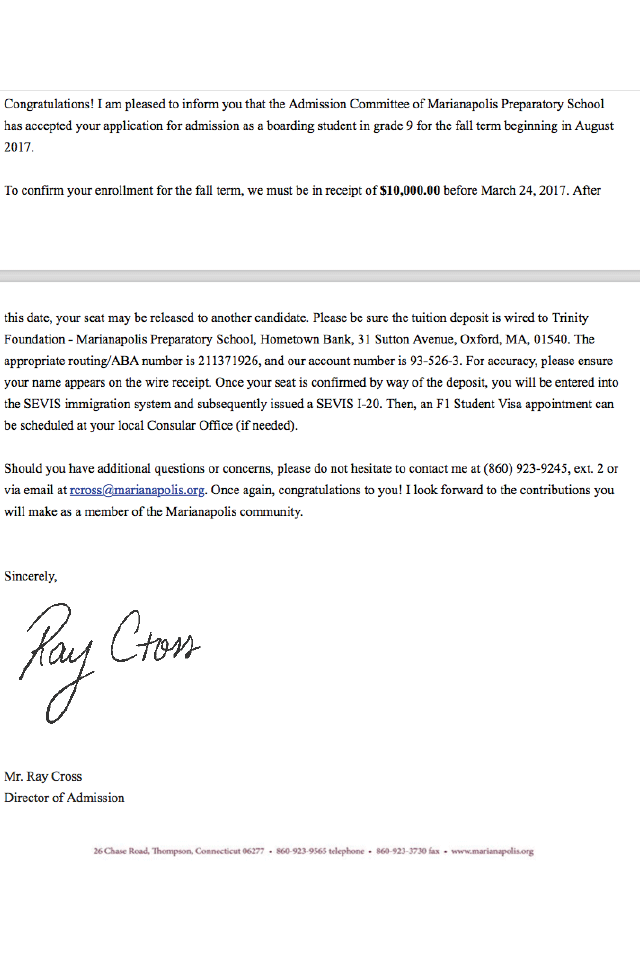 Congratulations! I am pleased to inform you that the Admission Committee of Marianapolis Preparatory School
has accepted your application for admission as a boarding student in grade 9 for the fall term beginning in August
2017.
To confirm your enrollment for the fall term, we must be in receipt of $10,000.00 before March 24, 2017. After
this date, your seat may be released to another candidate. Please be sure the tuition deposit is wired to Trinity
Foundation - Marianapolis Preparatory School, Hometown Bank, 31 Sutton Avenue, Oxford, MA, 01540. The
appropriate routing/ABA number is 211371926, and our account number is 93-526-3. For accuracy, please ensure
your name appears on the wire receipt. Once your seat is confirmed by way of the deposit, you will be entered into
the SEVIS immigration system and subsequently issued a SEVIS I-20. Then, an F1 Student Visa appointment can
be scheduled at your local Consular Office (if needed).
Should you have additional questions or concerns, please do not hesitate to contact me at (860) 923-9245, ext. 2 or
via email at rcross@marianapolis.org. Once again, congratulations to you! I look forward to the contributions you
will make as a member of the Marianapolis community.
Sincerely,
Ray Cross
Mr. Ray Cross
Director of Admission
26 Chase Road, Thompson, Connecticut 06277 • 860-923-9565 telephone • 860-923-3730 fax • www.marianapolis.org